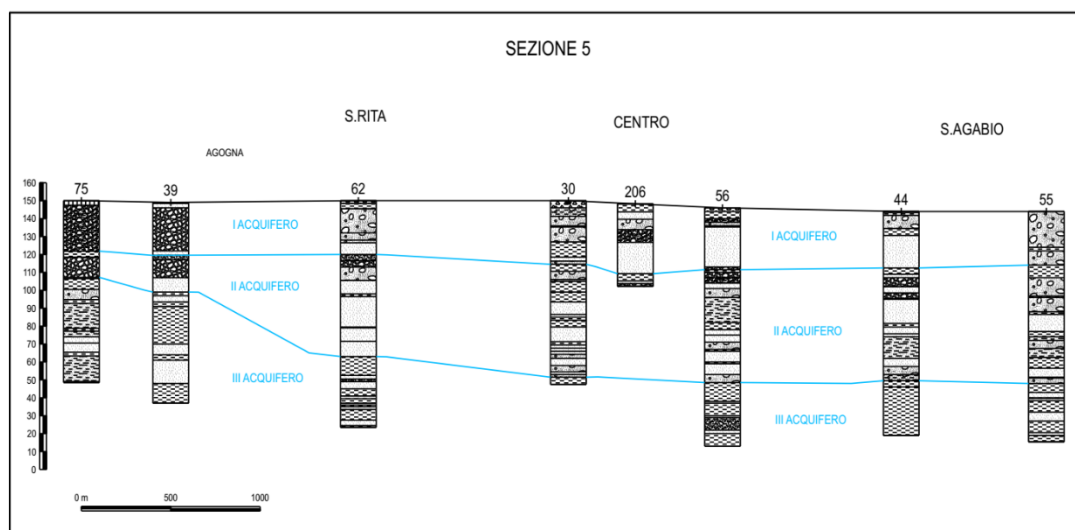 SEZIONE 5
S.RITA
CENTRO
S.AGABIO
AGOGNA
160
150
140
130
120
110
100
90
80
70
60
50
40
30
20
10
0
75
39
62
30
206
56
44
55
I ACQUIFERO
I ACQUIFERO
II ACQUIFERO
II ACQUIFERO
III ACQUIFERO
III ACQUIFERO
0 m 500 1000